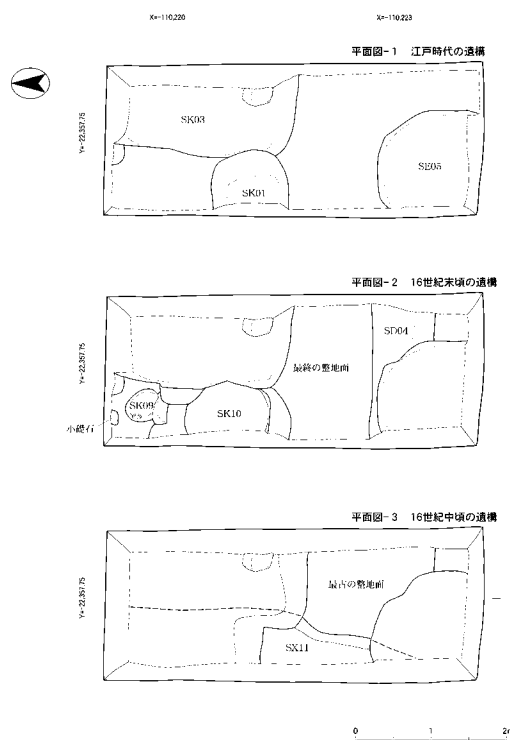 X=-110,220
X=-110,223
平面図-1 江戸時代の遺構
Y=-22,357.75
SK03
SK01
SE05
平面図-2 16世紀末頃の遺構
Y=-22,357.75
SD04
最終の整地面
SK09
SK10
小礎石
平面図-3 16世紀中頃の遺構
Y=-22,357.75
最古の整地面
SX11
0 1